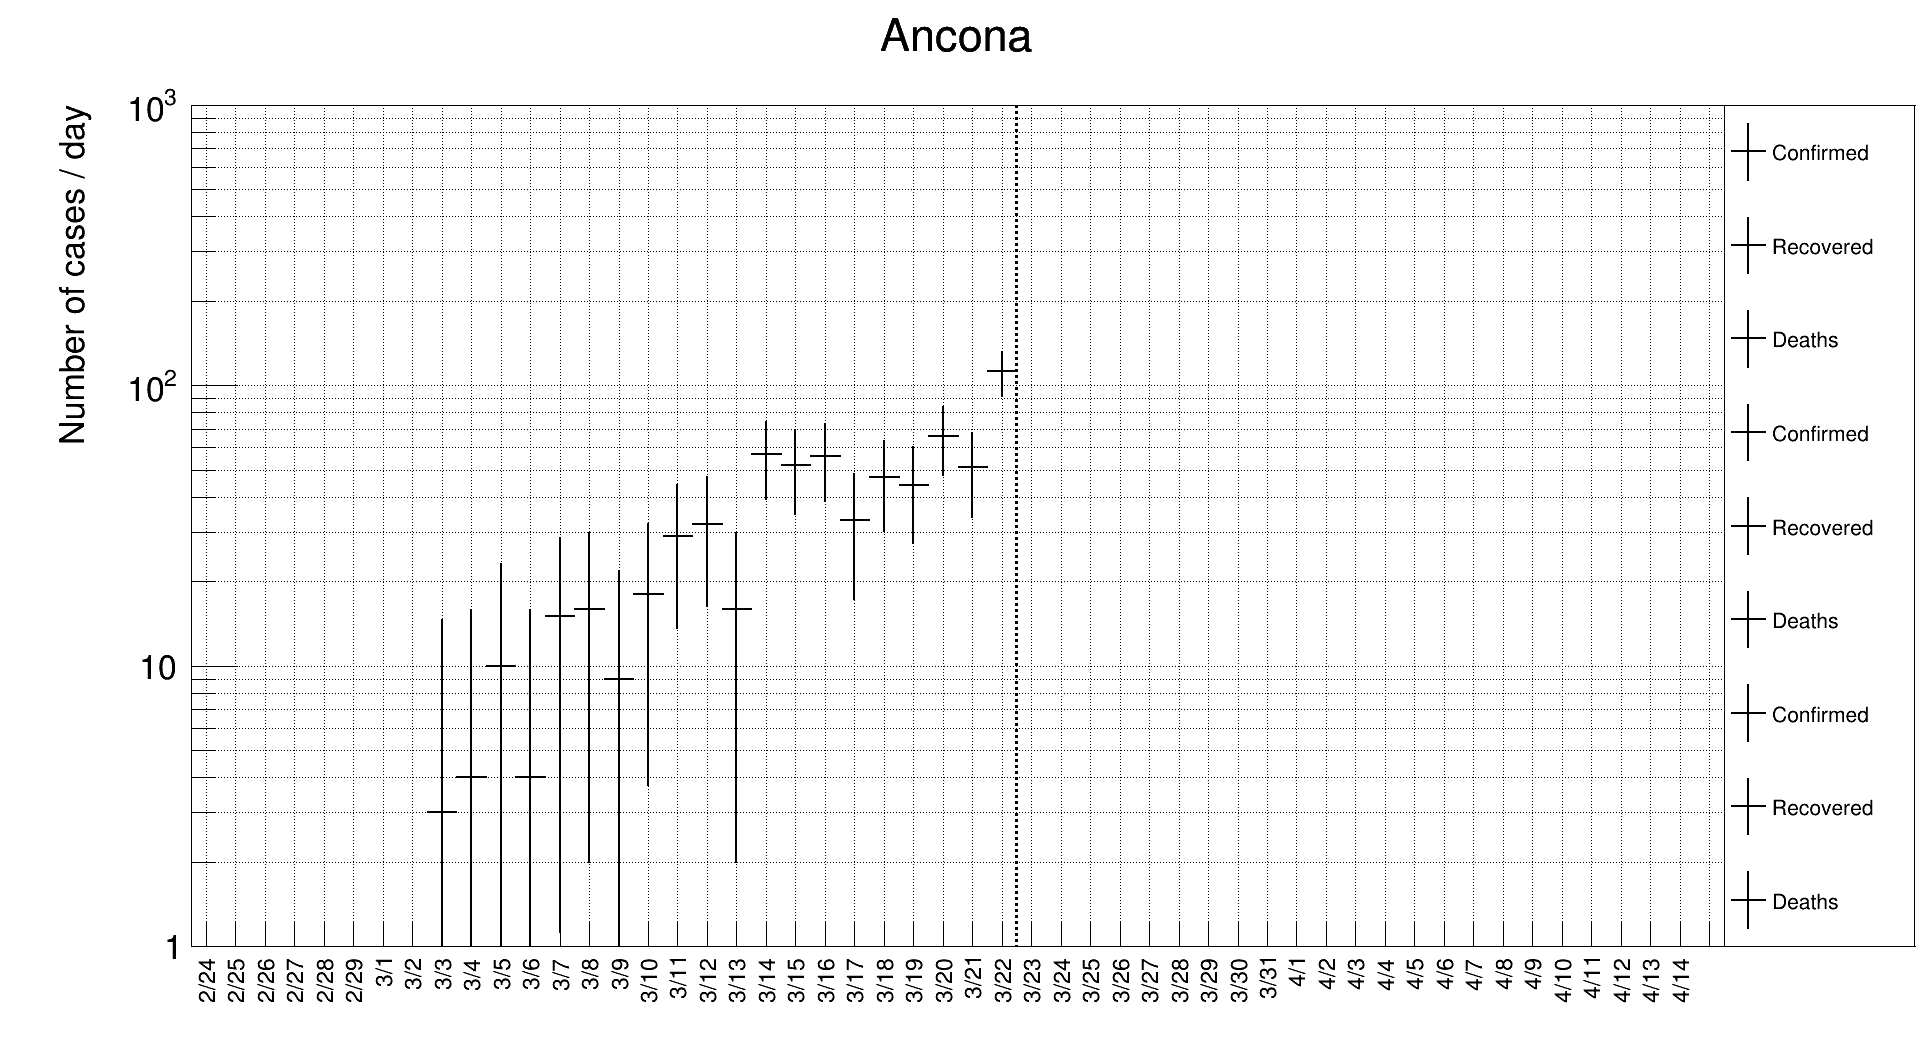 Ancona
Number of cases / day
10³
10²
10
1
2/24 2/25 2/26 2/27 2/28 2/29 3/1 3/2 3/3 3/4 3/5 3/6 3/7 3/8 3/9 3/10 3/11 3/12 3/13 3/14 3/15 3/16 3/17 3/18 3/19 3/20 3/21 3/22 3/23 3/24 3/25 3/26 3/27 3/28 3/29 3/30 3/31 4/1 4/2 4/3 4/4 4/5 4/6 4/7 4/8 4/9 4/10 4/11 4/12 4/13 4/14
Confirmed
Recovered
Deaths
Confirmed
Recovered
Deaths
Confirmed
Recovered
Deaths